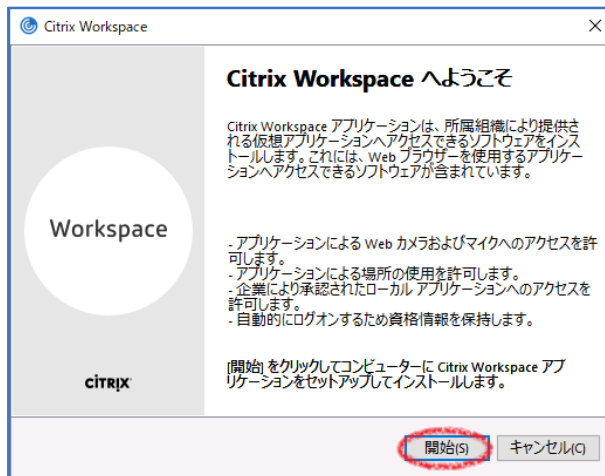 Citrix Workspace
Citrix Workspace へようこそ
Citrix Workspace アプリケーションは、所属組織により提供さ
れる仮想アプリケーションへアクセスできるソフトウェアをインス
トールします。これには、Web ブラウザーを使用するアプリケー
ションへアクセスできるソフトウェアが含まれています。
Workspace
- アプリケーションによる Web カメラおよびマイクへのアクセスを許
可します。
- アプリケーションによる場所の使用を許可します。
- 企業により承認されたローカル アプリケーションへのアクセスを
許可します。
- 自動的にログオンするため資格情報を保持します。
[開始] をクリックしてコンピューターに Citrix Workspace アプ
リケーションをセットアップしてインストールします。
CITRIX
開始(S) キャンセル(C)